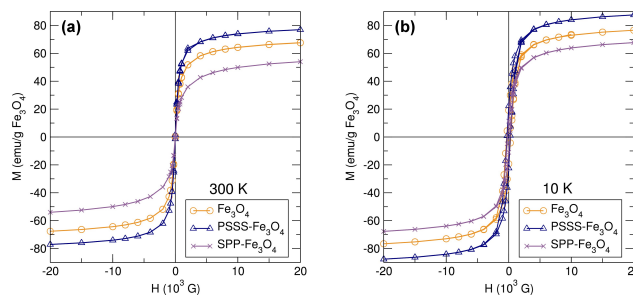 (a)
80
60
40
20
0
-20
-40
-60
-80
M (emu/g Fe₃O₄)
-20 -10 0 10 20
H (10³ G)
300 K
Fe₃O₄
PSSS-Fe₃O₄
SPP-Fe₃O₄
(b)
80
60
40
20
0
-20
-40
-60
-80
M (emu/g Fe₃O₄)
-20 -10 0 10 20
H (10³ G)
10 K
Fe₃O₄
PSSS-Fe₃O₄
SPP-Fe₃O₄